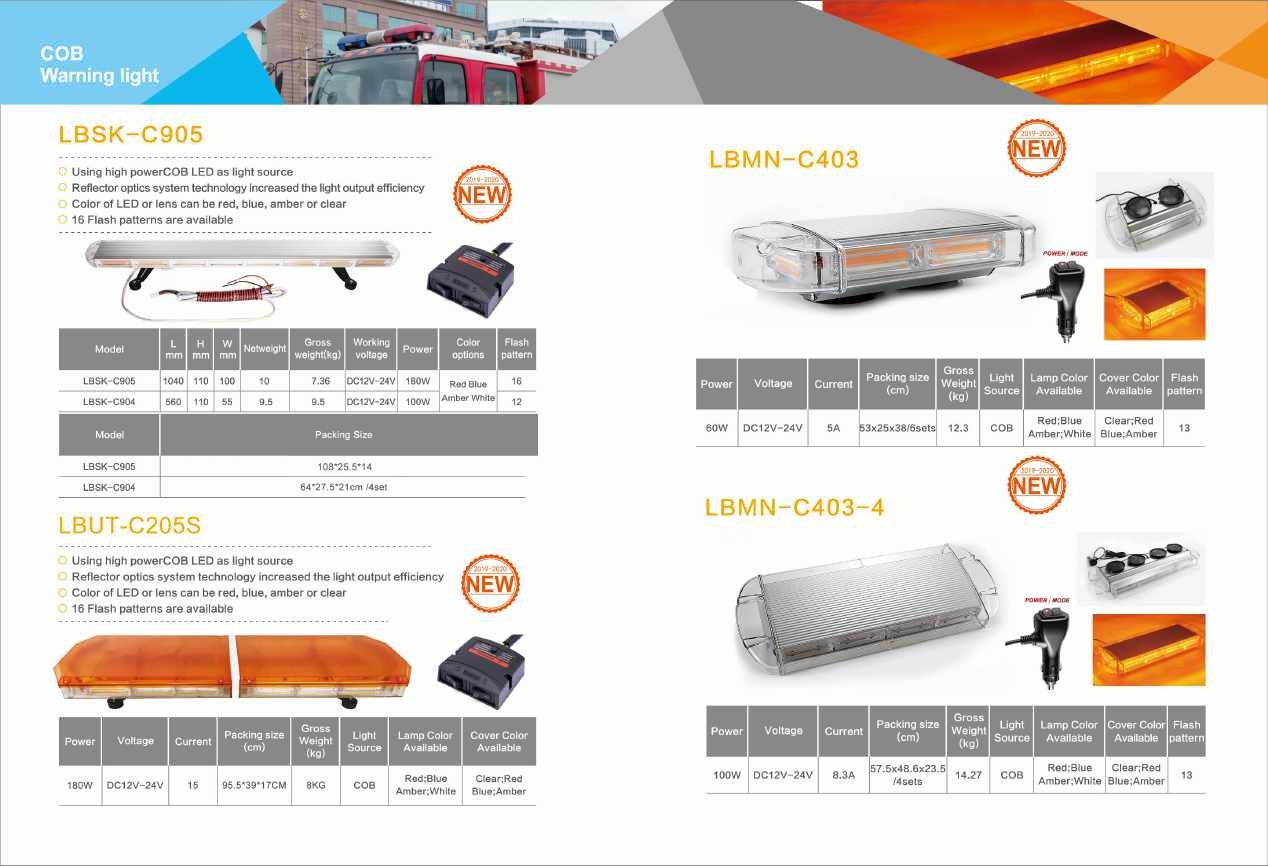 COB
Warning light
LBSK-C905
Using high powerCOB LED as light source
Reflector optics system technology increased the light output efficiency
Color of LED or lens can be red, blue, amber or clear
16 Flash patterns are available
2019-2020
NEW
Model L mm H mm W mm Netweight Gross weight(kg) Working voltage Power Color options Flash pattern
LBSK-C905 1040 110 100 10 7.36 DC12V-24V 180W Red Blue Amber White 16
LBSK-C904 560 110 55 9.5 9.5 DC12V-24V 100W 12
Model Packing Size
LBSK-C905 108*25.5*14
LBSK-C904 64*27.5*21cm /4set
LBUT-C205S
Using high powerCOB LED as light source
Reflector optics system technology increased the light output efficiency
Color of LED or lens can be red, blue, amber or clear
16 Flash patterns are available
2019-2020
NEW
Power Voltage Current Packing size (cm) Gross Weight (kg) Light Source Lamp Color Available Cover Color Available
180W DC12V-24V 15 95.5*39*17CM 8KG COB Red;Blue Amber;White Clear;Red Blue;Amber
LBMN-C403
2019-2020
NEW
POWER / MODE
Power Voltage Current Packing size (cm) Gross Weight (kg) Light Source Lamp Color Available Cover Color Available Flash pattern
60W DC12V-24V 5A 53x25x38/6sets 12.3 COB Red;Blue Amber;White Clear;Red Blue;Amber 13
LBMN-C403-4
2019-2020
NEW
POWER / MODE
Power Voltage Current Packing size (cm) Gross Weight (kg) Light Source Lamp Color Available Cover Color Available Flash pattern
100W DC12V-24V 8.3A 57.5x48.6x23.5 /4sets 14.27 COB Red;Blue Amber;White Clear;Red Blue;Amber 13